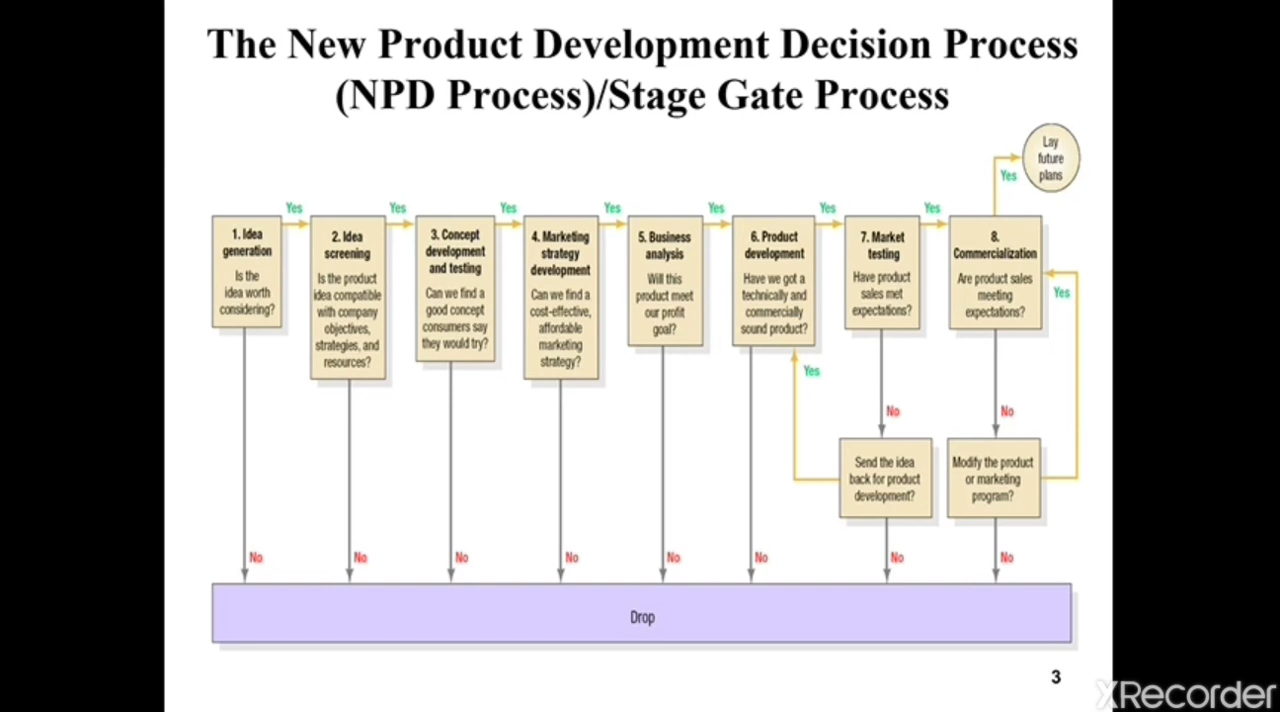 The New Product Development Decision Process
(NPD Process)/Stage Gate Process
Lay
future
plans
Yes
Yes
Yes
Yes
Yes
Yes
Yes
Yes
1. Idea
generation
Is the
idea worth
considering?
2. Idea
screening
Is the product
idea compatible
with company
objectives,
strategies, and
resources?
3. Concept
development
and testing
Can we find a
good concept
consumers say
they would try?
4. Marketing
strategy
development
Can we find a
cost-effective,
affordable
marketing
strategy?
5. Business
analysis
Will this
product meet
our profit
goal?
6. Product
development
Have we got a
technically and
commercially
sound product?
7. Market
testing
Have product
sales met
expectations?
8.
Commercialization
Are product sales
meeting
expectations?
Yes
Yes
No
No
Send the idea
back for product
development?
Modify the product
or marketing
program?
No
No
No
No
No
No
No
No
Drop
3
XRecorder